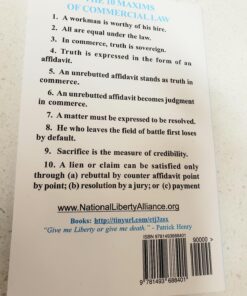 THE 10 MAXIMS
OF COMMERCIAL LAW
1. A workman is worthy of his hire.
2. All are equal under the law.
3. In commerce, truth is sovereign.
4. Truth is expressed in the form of an
affidavit.
5. An unrebutted affidavit stands as truth in
commerce.
6. An unrebutted affidavit becomes judgment
in commerce.
7. A matter must be expressed to be resolved.
8. He who leaves the field of battle first loses
by default.
9. Sacrifice is the measure of credibility.
10. A lien or claim can be satisfied only
through (a) rebuttal by counter affidavit point
by point; (b) resolution by a jury; or (c) payment
www.NationalLibertyAlliance.org
Books: http://tinyurl.com/etj3zsx
"Give me Liberty or give me death." - Patrick Henry
90000 >
9 781493 688401